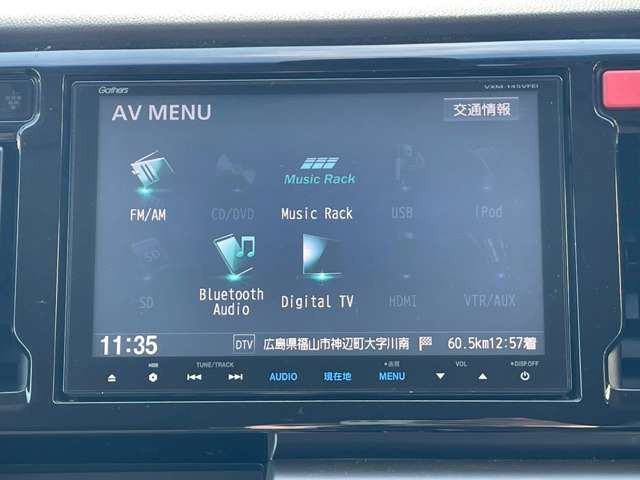 Gathers
VXM-145VFEi
AV MENU
交通情報
Music Rack
FM/AM
CD/DVD
Music Rack
USB
iPod
SD
SD
Bluetooth
Audio
Digital TV
HDMI
VTR/AUX
11:35
DTV
広島県福山市神辺町大字川南
60.5km12:57着
TUNE/TRACK
AUDIO
現在地
●画質
MENU
VOL
●DISP.OFF